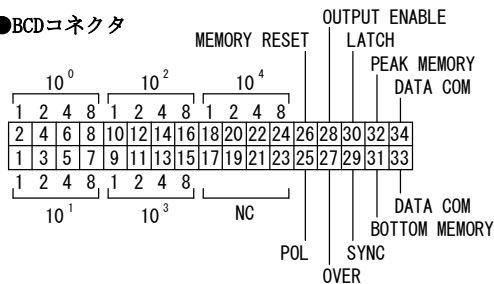 ●BCDコネクタ
OUTPUT ENABLE
MEMORY RESET LATCH
PEAK MEMORY
10⁰ 10² 10⁴ DATA COM
1 2 4 8 1 2 4 8 1 2 4 8
2 4 6 8 10 12 14 16 18 20 22 24 26 28 30 32 34
1 3 5 7 9 11 13 15 17 19 21 23 25 27 29 31 33
1 2 4 8 1 2 4 8
10¹ 10³ NC DATA COM
BOTTOM MEMORY
POL SYNC
OVER